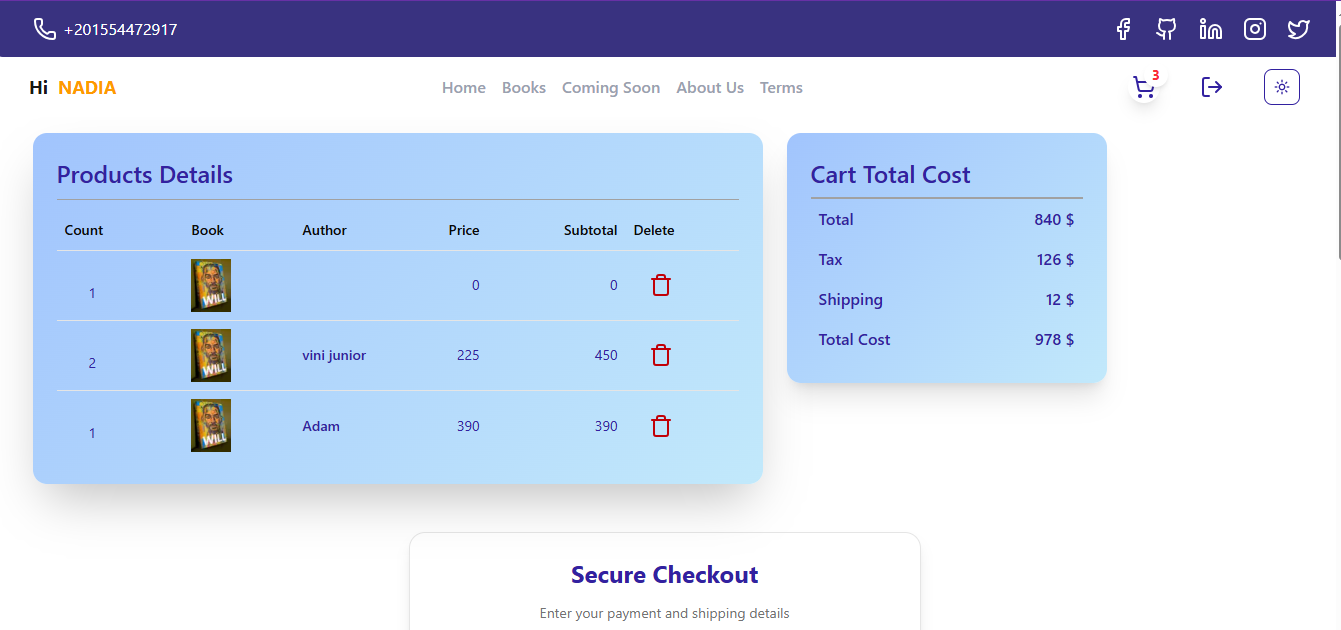 +201554472917
Hi NADIA
Home Books Coming Soon About Us Terms
3
Products Details
Count Book Author Price Subtotal Delete
1 WILL 0 0
2 WILL vini junior 225 450
1 WILL Adam 390 390
Cart Total Cost
Total 840 $
Tax 126 $
Shipping 12 $
Total Cost 978 $
Secure Checkout
Enter your payment and shipping details